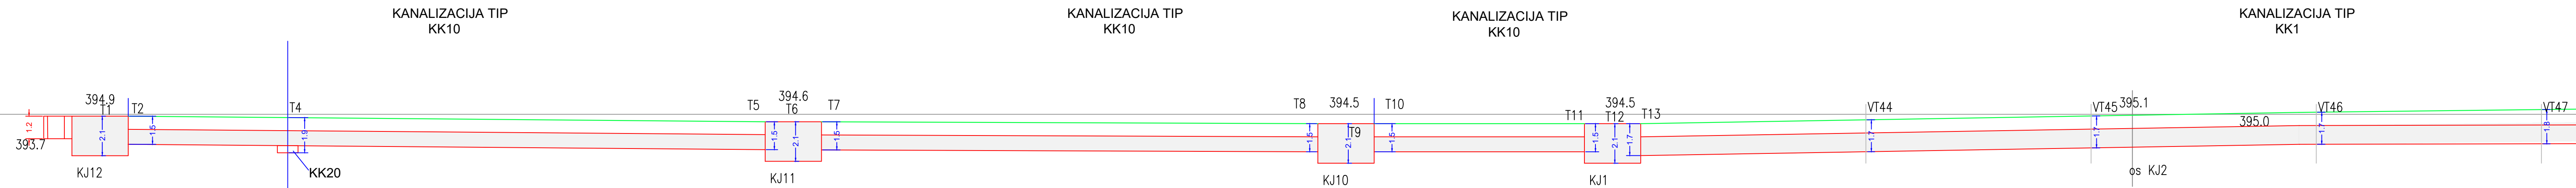 KANALIZACIJA TIP
KK10
KANALIZACIJA TIP
KK10
KANALIZACIJA TIP
KK10
KANALIZACIJA TIP
KK1
394.9
T1
T2
T4
T5
394.6
T6
T7
T8
394.5
T9
T10
T11
394.5
T12
T13
VT44
VT45
395.1
395.0
VT46
VT47
1.2
393.7
2.1
1.5
1.9
1.5
2.1
1.5
1.5
2.1
1.5
1.5
2.1
1.7
1.7
1.7
1.7
1.8
KJ12
KK20
KJ11
KJ10
KJ1
os KJ2